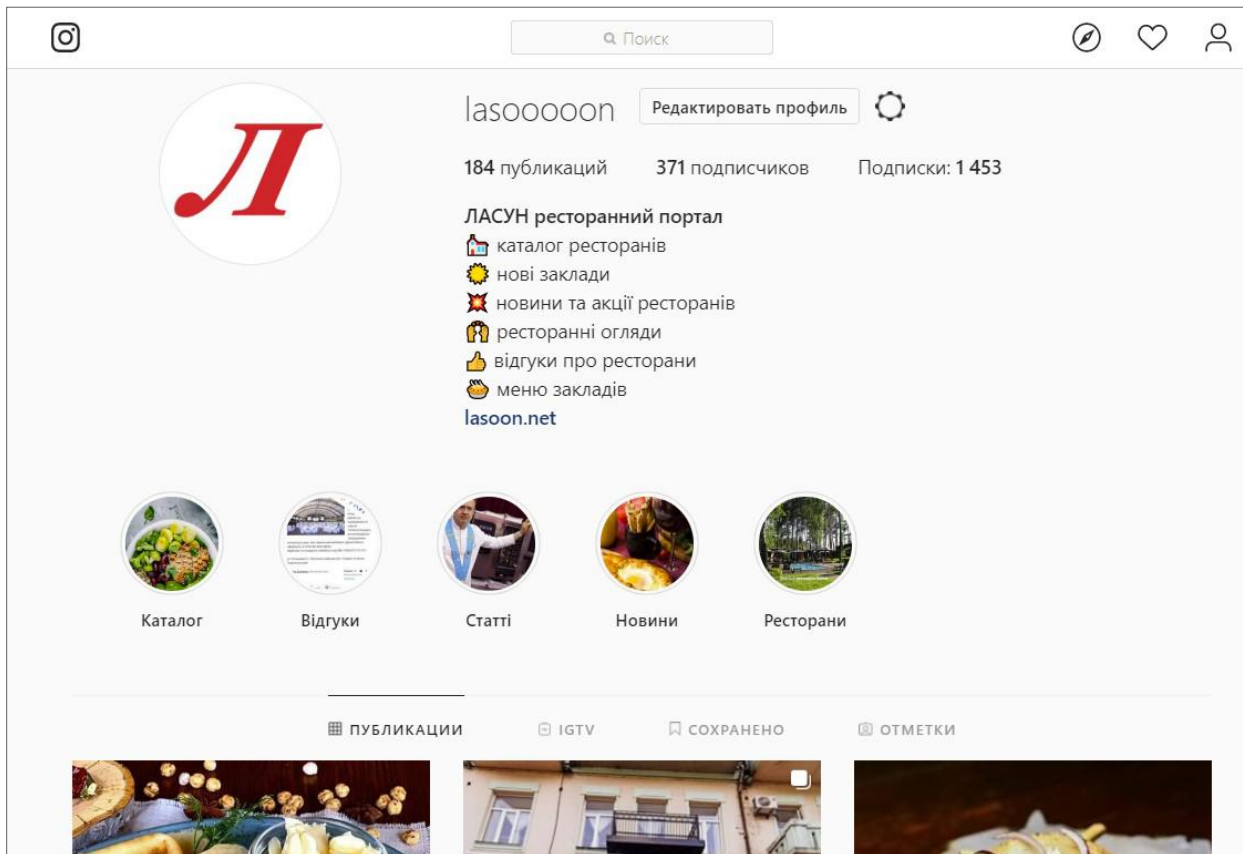 Поиск
Л
lasooooon Редактировать профиль
184 публикаций 371 подписчиков Подписки: 1 453
ЛАСУН ресторанний портал
каталог ресторанів
нові заклади
новини та акції ресторанів
ресторанні огляди
відгуки про ресторани
меню закладів
lasoon.net
Каталог Відгуки Статті Новини Ресторани
ПУБЛИКАЦИИ IGTV СОХРАНЕНО ОТМЕТКИ